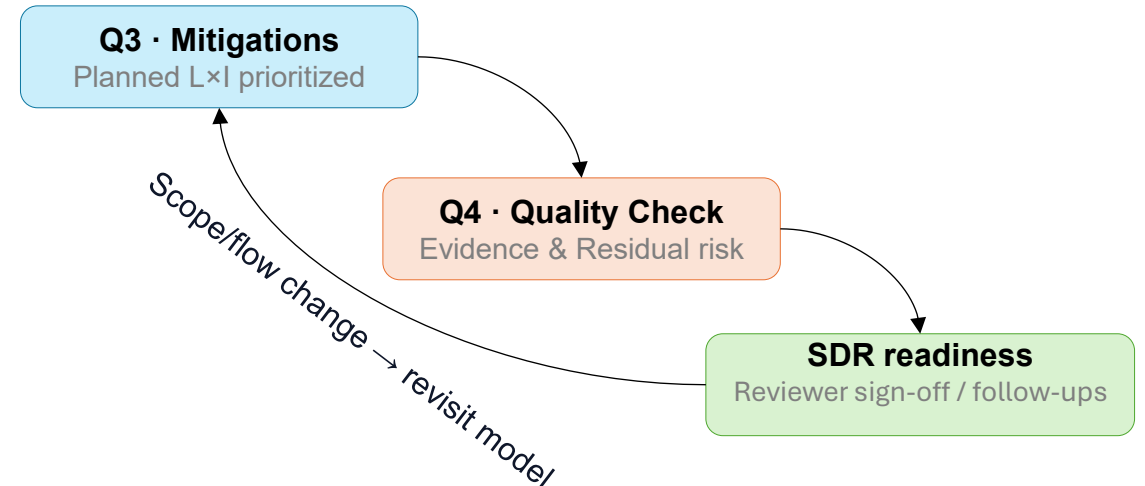 Q3 · Mitigations
Planned L×I prioritized
Q4 · Quality Check
Evidence & Residual risk
SDR readiness
Reviewer sign-off / follow-ups
Scope/flow change → revisit model